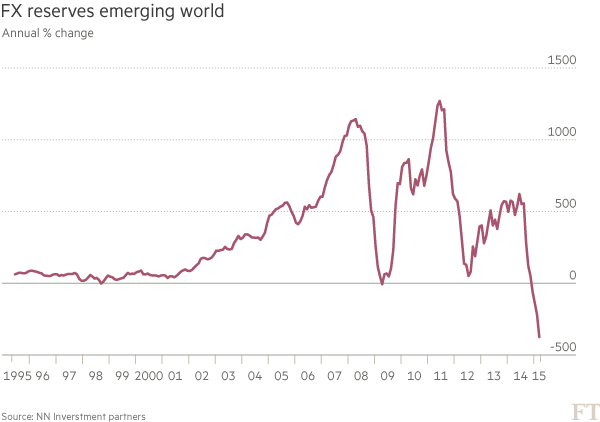 FX reserves emerging world
Annual % change
1500
1000
500
0
-500
1995 96 97 98 99 2000 01 02 03 04 05 06 07 08 09 10 11 12 13 14 15
Source: NN Inverstment partners
FT